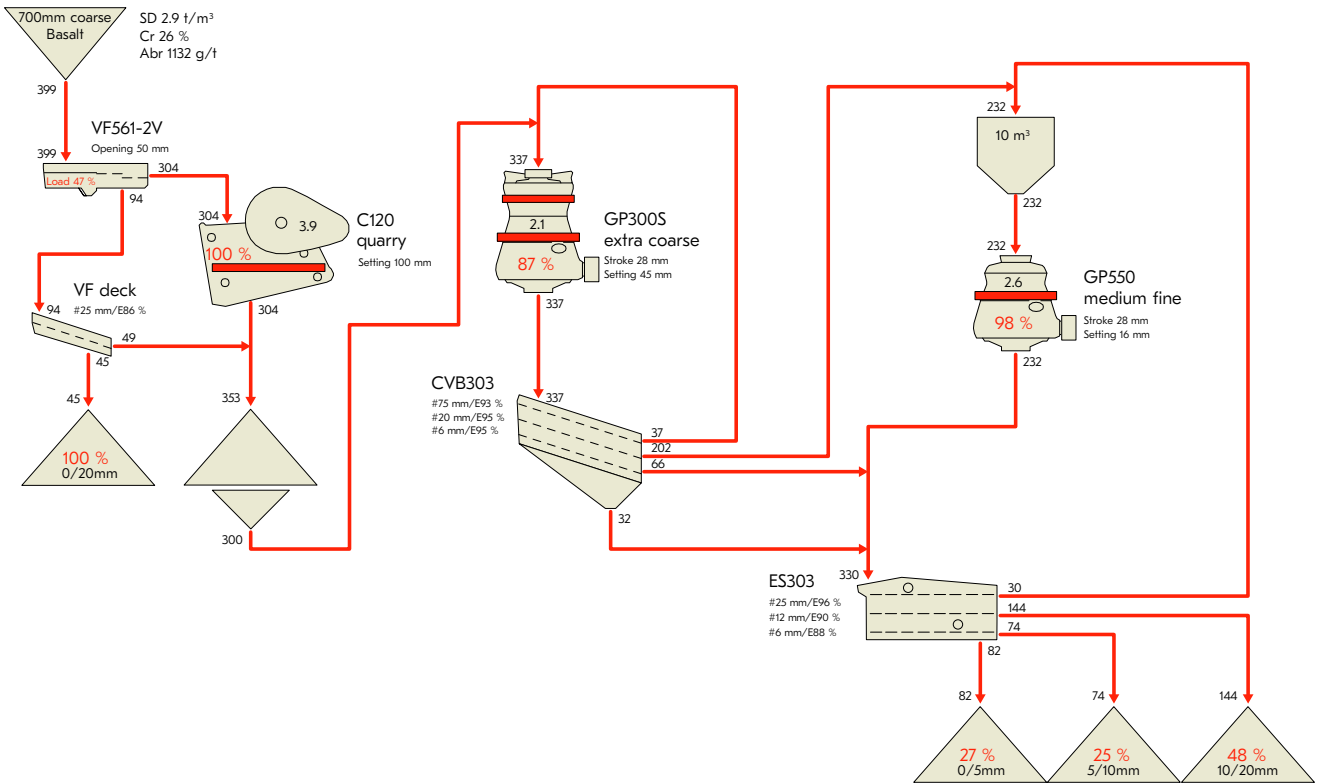 700mm coarse
Basalt
SD 2.9 t/m³
Cr 26 %
Abr 1132 g/t
399
VF561-2V
Opening 50 mm
399
304
Load 47 %
94
304
3.9
100 %
C120
quarry
Setting 100 mm
304
VF deck
#25 mm/E86 %
94
49
45
45
100 %
0/20mm
353
300
337
2.1
87 %
GP300S
extra coarse
Stroke 28 mm
Setting 45 mm
337
CVB303
#75 mm/E93 %
#20 mm/E95 %
#6 mm/E95 %
337
37
202
66
32
232
10 m³
232
232
2.6
98 %
GP550
medium fine
Stroke 28 mm
Setting 16 mm
232
330
ES303
#25 mm/E96 %
#12 mm/E90 %
#6 mm/E88 %
30
144
74
82
82
27 %
0/5mm
74
25 %
5/10mm
144
48 %
10/20mm